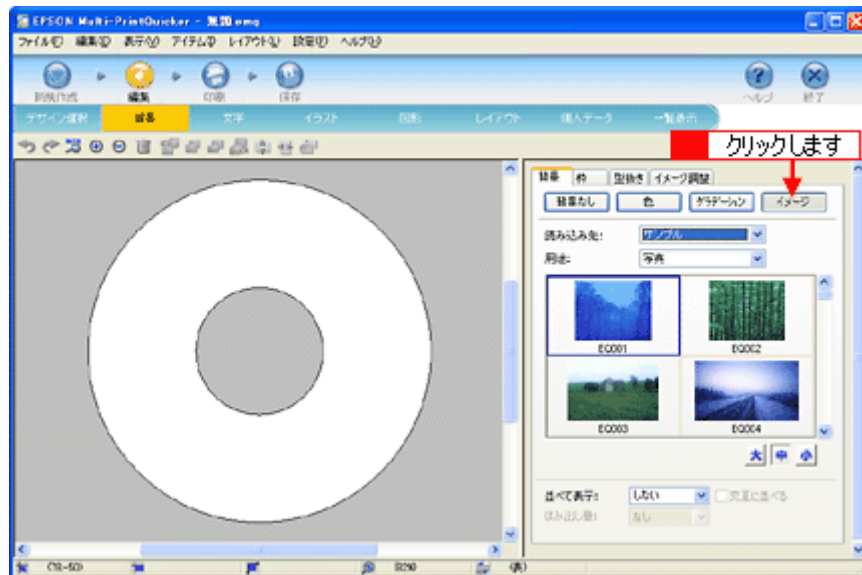 EPSON Multi-PrintQuicker - 無題.emq
ファイル(F) 編集(E) 表示(V) アイテム(I) レイアウト(L) 設定(T) ヘルプ(H)
新規作成 編集 印刷 保存 ヘルプ 終了
デザイン選択 背景 文字 イラスト 図形 レイアウト 個人データ 一覧表示
クリックします
背景 枠 型抜き イメージ調整
背景なし 色 グラデーション イメージ
読み込み先: サンプル
用途: 写真
EQ001 EQ002
EQ003 EQ004
大 中 小
並べて表示: しない 交互に並べる
はみ出し量: なし